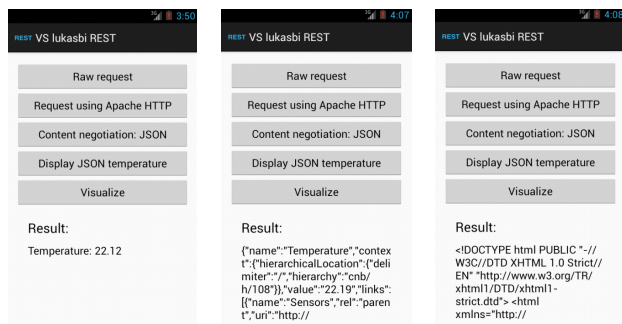 3G 3:50
REST VS lukasbi REST
Raw request
Request using Apache HTTP
Content negotiation: JSON
Display JSON temperature
Visualize
Result:
Temperature: 22.12
3G 4:07
REST VS lukasbi REST
Raw request
Request using Apache HTTP
Content negotiation: JSON
Display JSON temperature
Visualize
Result:
{"name":"Temperature","contex
t":{"hierarchicalLocation":{"deli
miter":"/","hierarchy":"cnb/
h/108"}},"value":"22.19","links":
[{"name":"Sensors","rel":"paren
t","uri":"http://
3G 4:08
REST VS lukasbi REST
Raw request
Request using Apache HTTP
Content negotiation: JSON
Display JSON temperature
Visualize
Result:
<!DOCTYPE html PUBLIC "-//
W3C//DTD XHTML 1.0 Strict//
EN" "http://www.w3.org/TR/
xhtml1/DTD/xhtml1-
strict.dtd"> <html
xmlns="http://